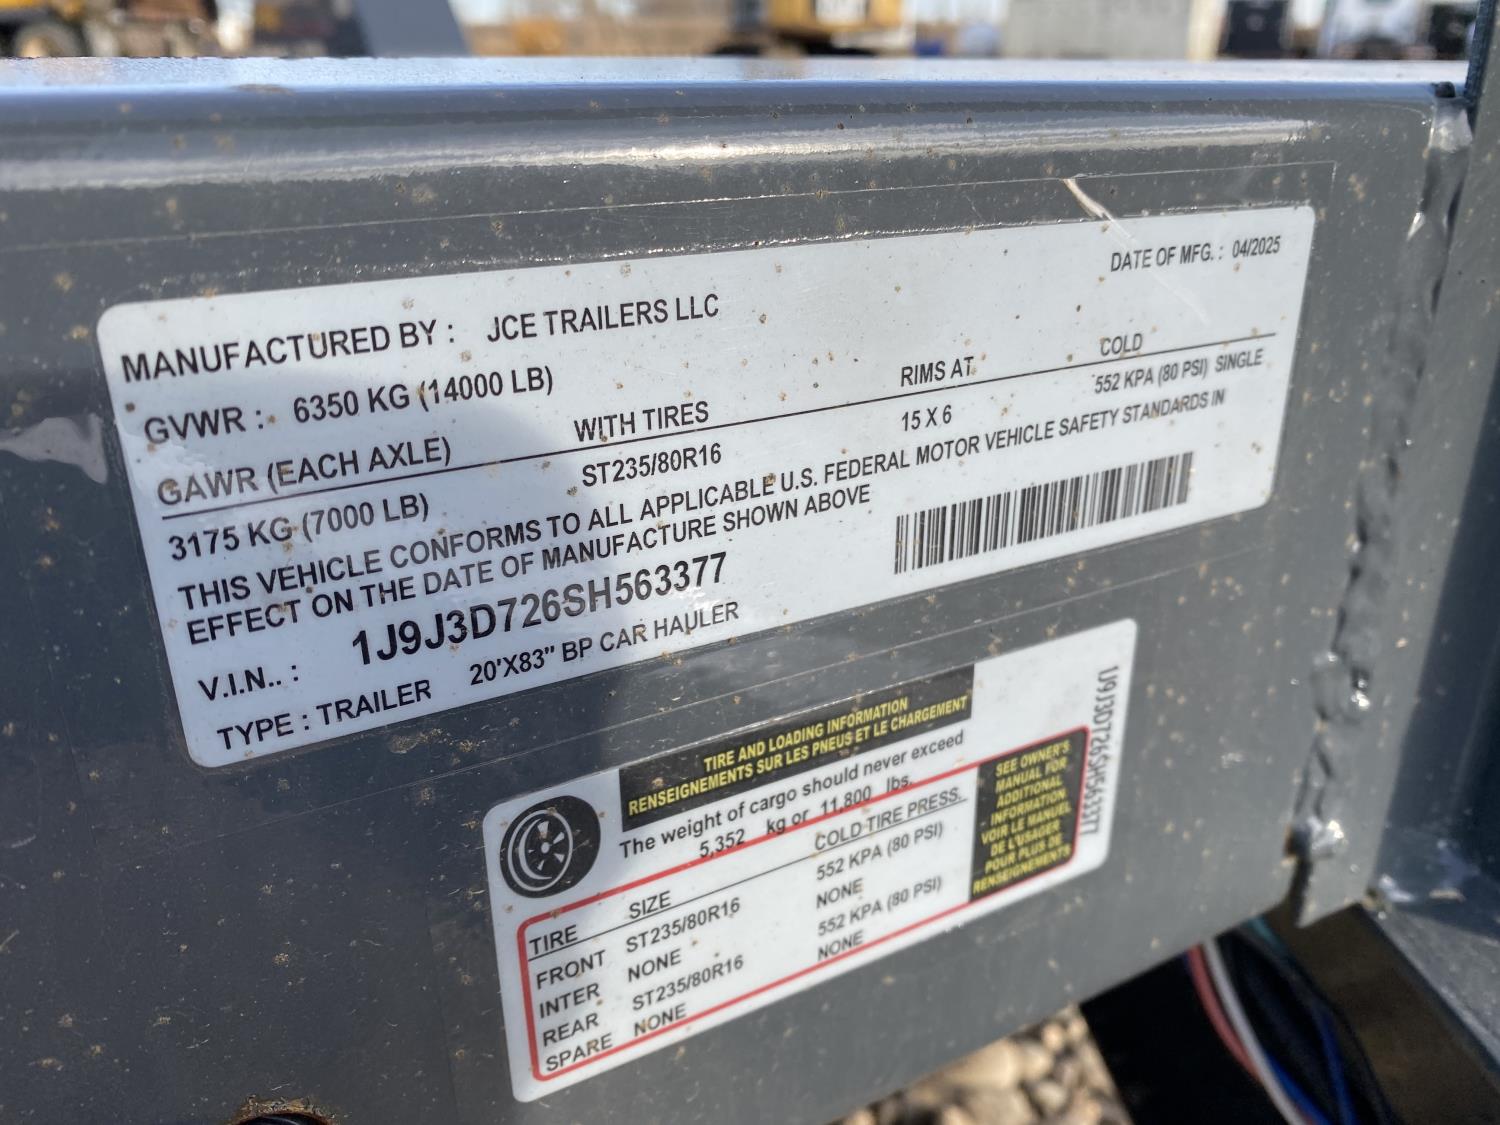 DATE OF MFG. : 04/2025
MANUFACTURED BY : JCE TRAILERS LLC
GVWR : 6350 KG (14000 LB)
GAWR (EACH AXLE) WITH TIRES RIMS AT COLD
3175 KG (7000 LB) ST235/80R16 15 X 6 552 KPA (80 PSI) SINGLE
THIS VEHICLE CONFORMS TO ALL APPLICABLE U.S. FEDERAL MOTOR VEHICLE SAFETY STANDARDS IN
EFFECT ON THE DATE OF MANUFACTURE SHOWN ABOVE
V.I.N.. : 1J9J3D726SH563377
TYPE : TRAILER 20'X83" BP CAR HAULER
TIRE AND LOADING INFORMATION
RENSEIGNEMENTS SUR LES PNEUS ET LE CHARGEMENT
The weight of cargo should never exceed
5,352 kg or 11,800 lbs.
TIRE SIZE COLD TIRE PRESS.
FRONT ST235/80R16 552 KPA (80 PSI)
INTER NONE NONE
REAR ST235/80R16 552 KPA (80 PSI)
SPARE NONE NONE
SEE OWNER'S
MANUAL FOR
ADDITIONAL
INFORMATION
VOIR LE MANUEL
DE L'USAGER
POUR PLUS DE
RENSEIGNEMENTS
1J9J3D726SH563377